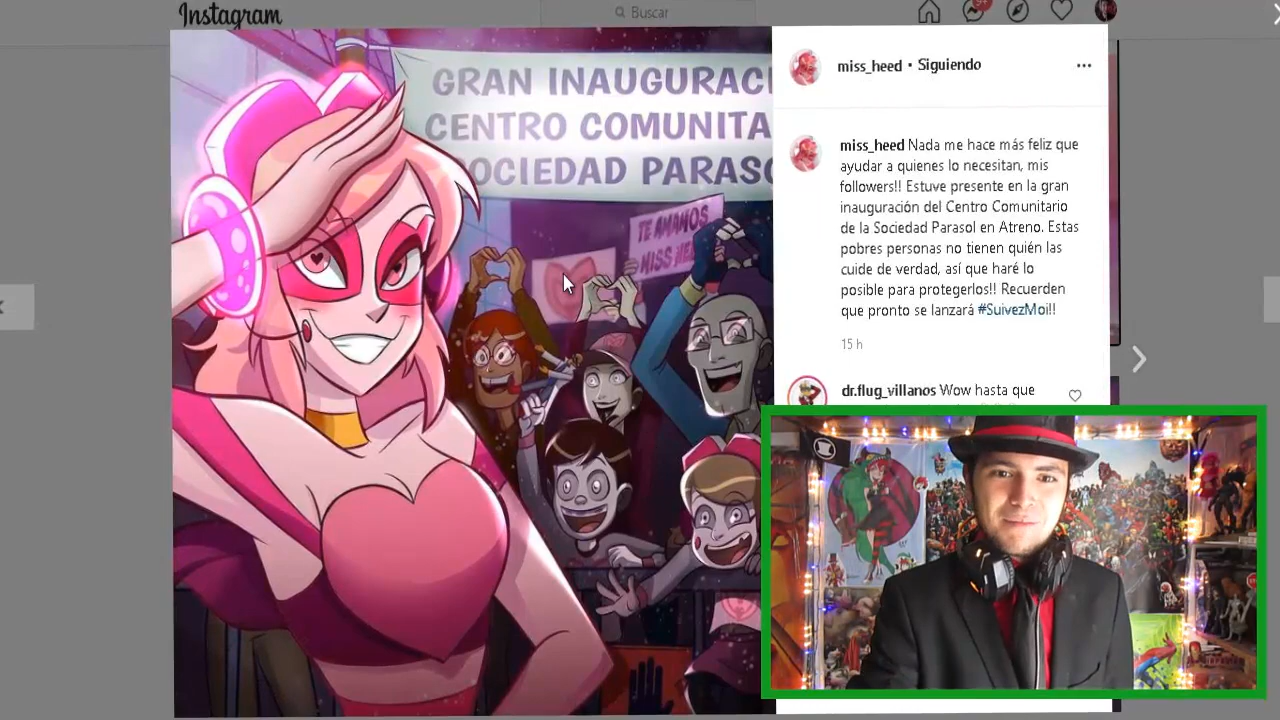 Instagram
Buscar
9+
GRAN INAUGURACI
CENTRO COMUNITA
SOCIEDAD PARASO
TE AMAMOS
MISS HEED
miss_heed • Siguiendo
miss_heed Nada me hace más feliz que
ayudar a quienes lo necesitan, mis
followers!! Estuve presente en la gran
inauguración del Centro Comunitario
de la Sociedad Parasol en Atreno. Estas
pobres personas no tienen quién las
cuide de verdad, así que haré lo
posible para protegerlos!! Recuerden
que pronto se lanzará #SuivezMoi!!
15 h
dr.flug_villanos Wow hasta que